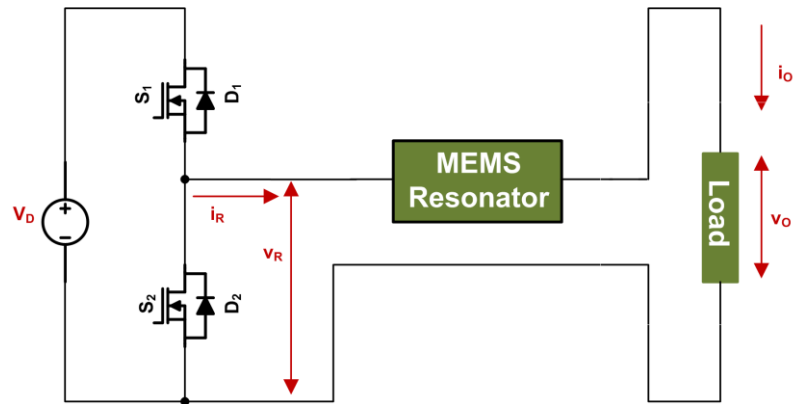 S1
D1
iO
MEMS
Resonator
Load
VD
+
−
iR
vR
vO
S2
D2